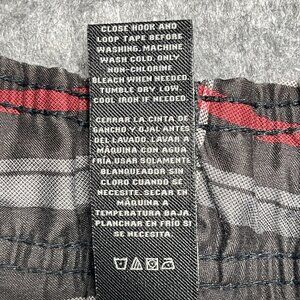 CLOSE HOOK AND
LOOP TAPE BEFORE
WASHING. MACHINE
WASH COLD. ONLY
NON-CHLORINE
BLEACH WHEN NEEDED.
TUMBLE DRY LOW.
COOL IRON IF NEEDED.
CERRAR LA CINTA DE
GANCHO Y OJAL ANTES
DEL LAVADO. LAVAR A
MÁQUINA CON AGUA
FRÍA. USAR SOLAMENTE
BLANQUEADOR SIN
CLORO CUANDO SE
NECESITE. SECAR EN
MÁQUINA A
TEMPERATURA BAJA.
PLANCHAR EN FRÍO SI
SE NECESITA.